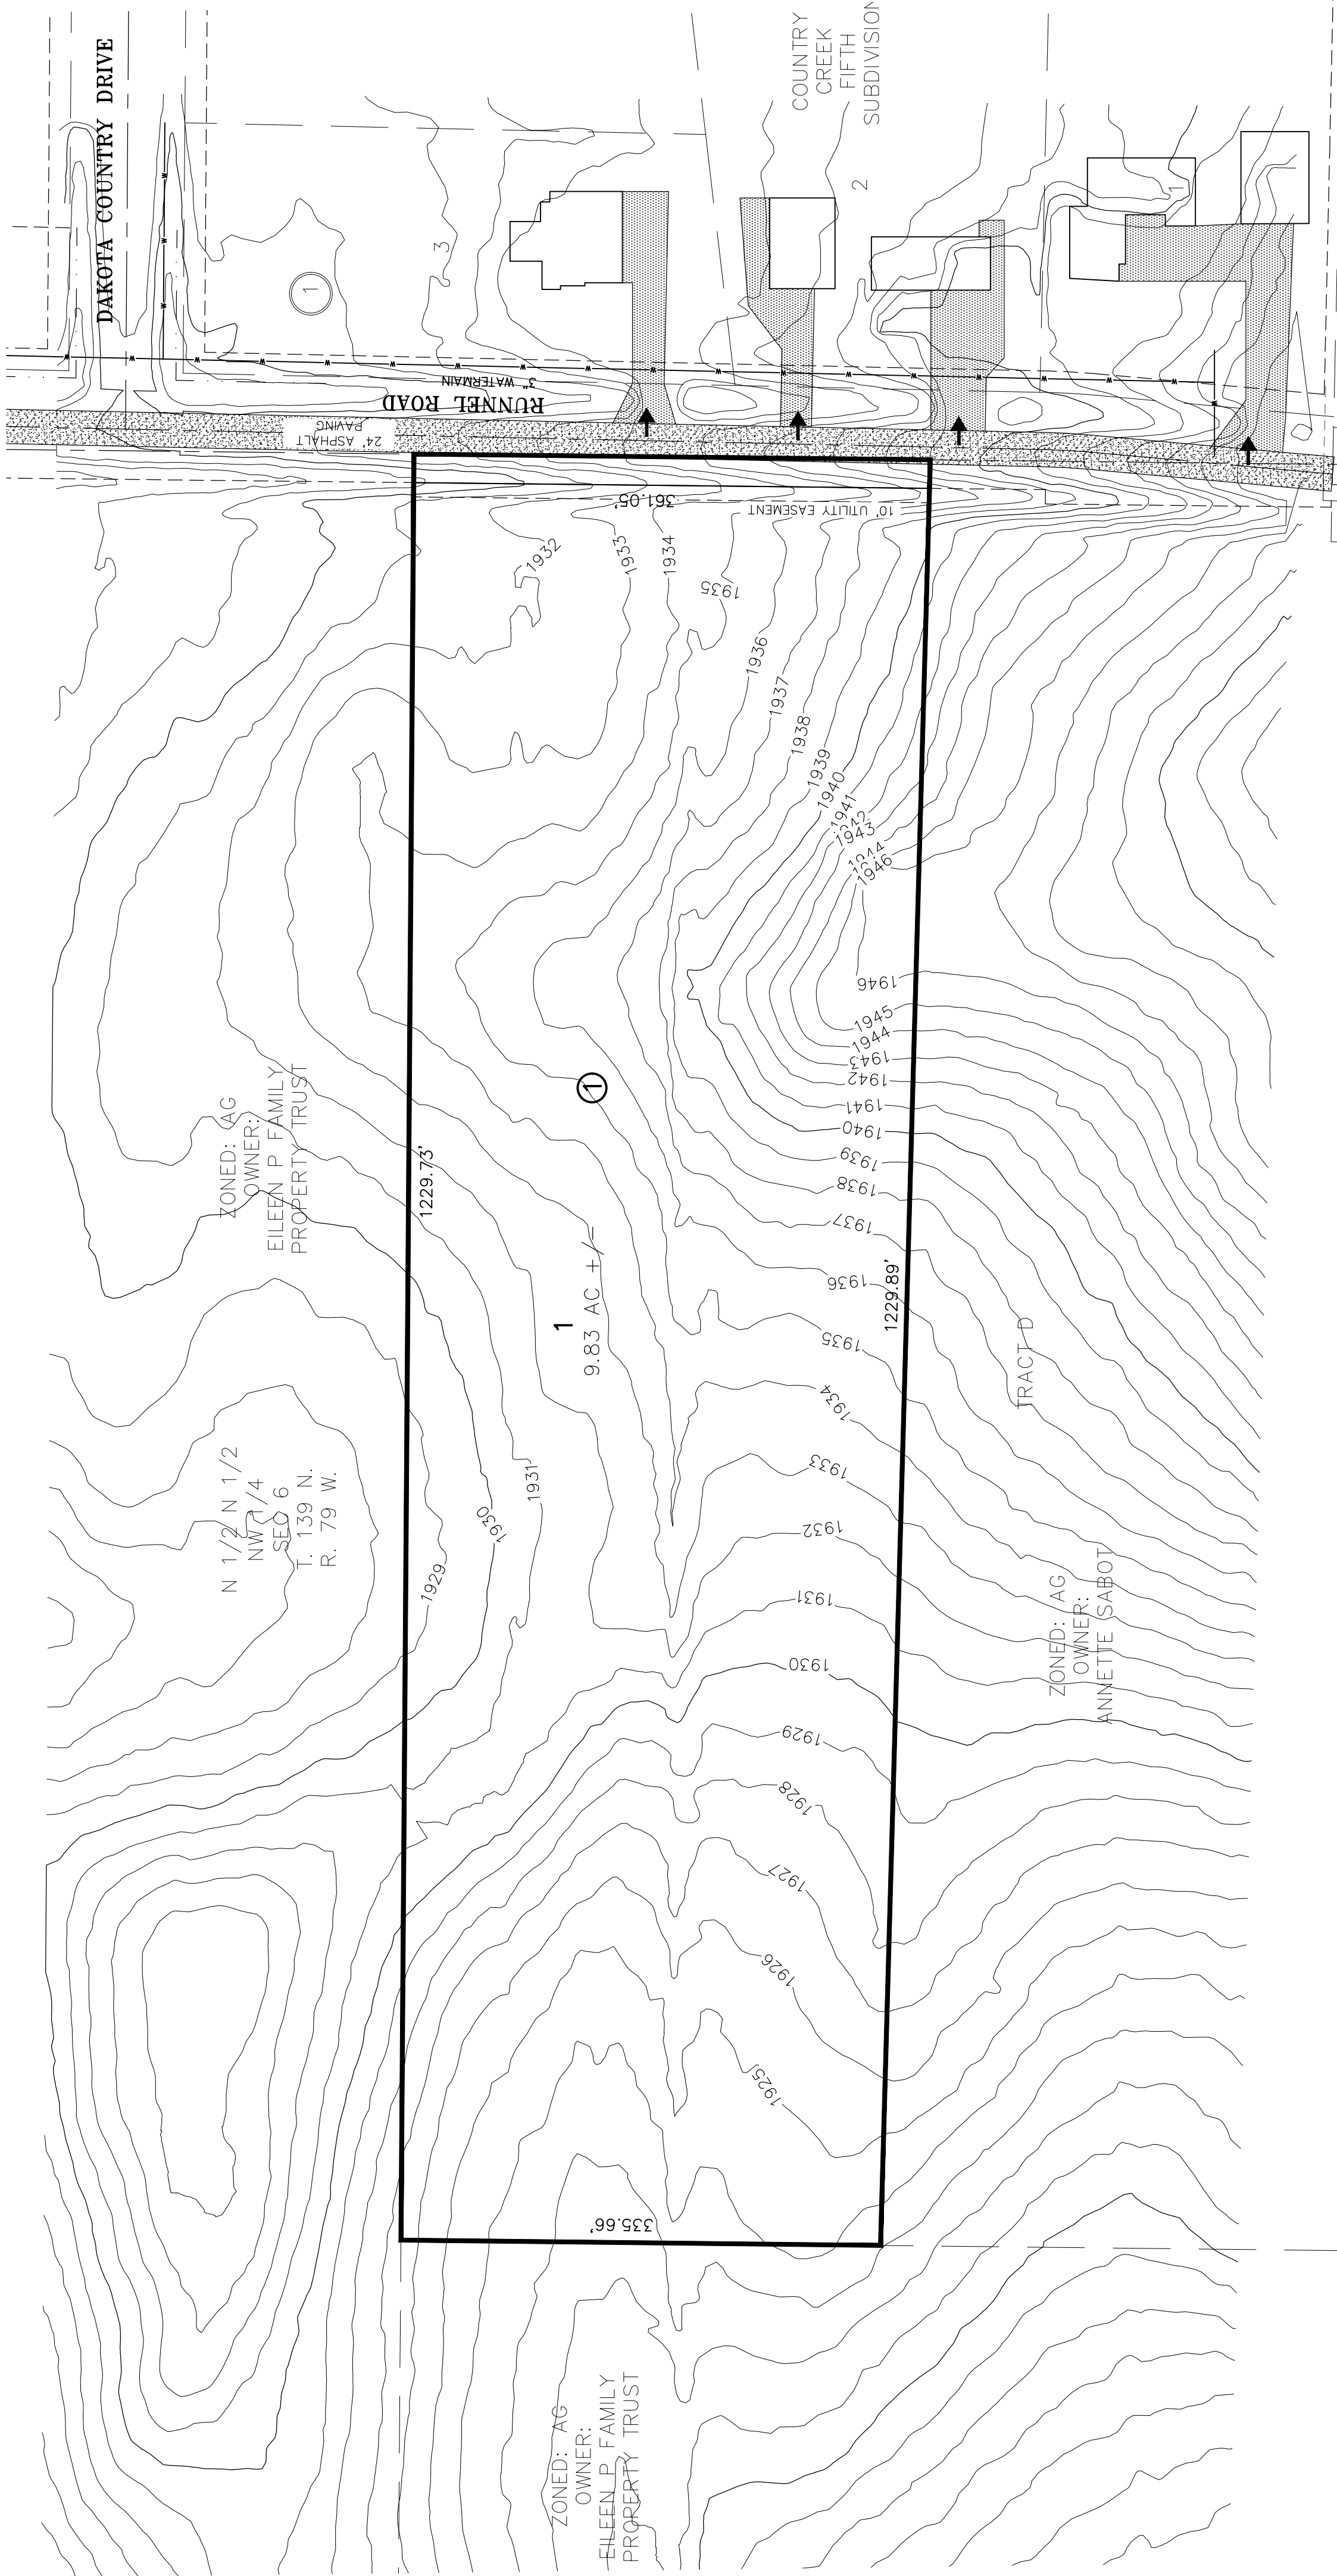 DAKOTA COUNTRY DRIVE
COUNTRY
CREEK
FIFTH
SUBDIVISION
3
2
1
1
3" WATERMAIN
RUNNEL ROAD
24' ASPHALT
PAVING
361.05'
10' UTILITY EASEMENT
1932
1933
1934
1935
1936
1937
1938
1939
1940
1941
1943
1946
1946
1945
1944
1943
1942
1941
1940
1939
1938
1937
1936
1935
1934
1933
1932
1931
1930
1929
1928
1927
1926
1925
1931
1930
1929
1
1
9.83 AC +/-
1229.73'
1229.89'
335.66'
ZONED: AG
OWNER:
EILEEN P FAMILY
PROPERTY TRUST
N 1/2 N 1/2
NW 1/4
SEC 6
T. 139 N.
R. 79 W.
TRACT D
ZONED: AG
OWNER:
ANNETTE SABOT
ZONED: AG
OWNER:
EILEEN P FAMILY
PROPERTY TRUST
W W W W W W W W W W W W W W W W W W W W W W